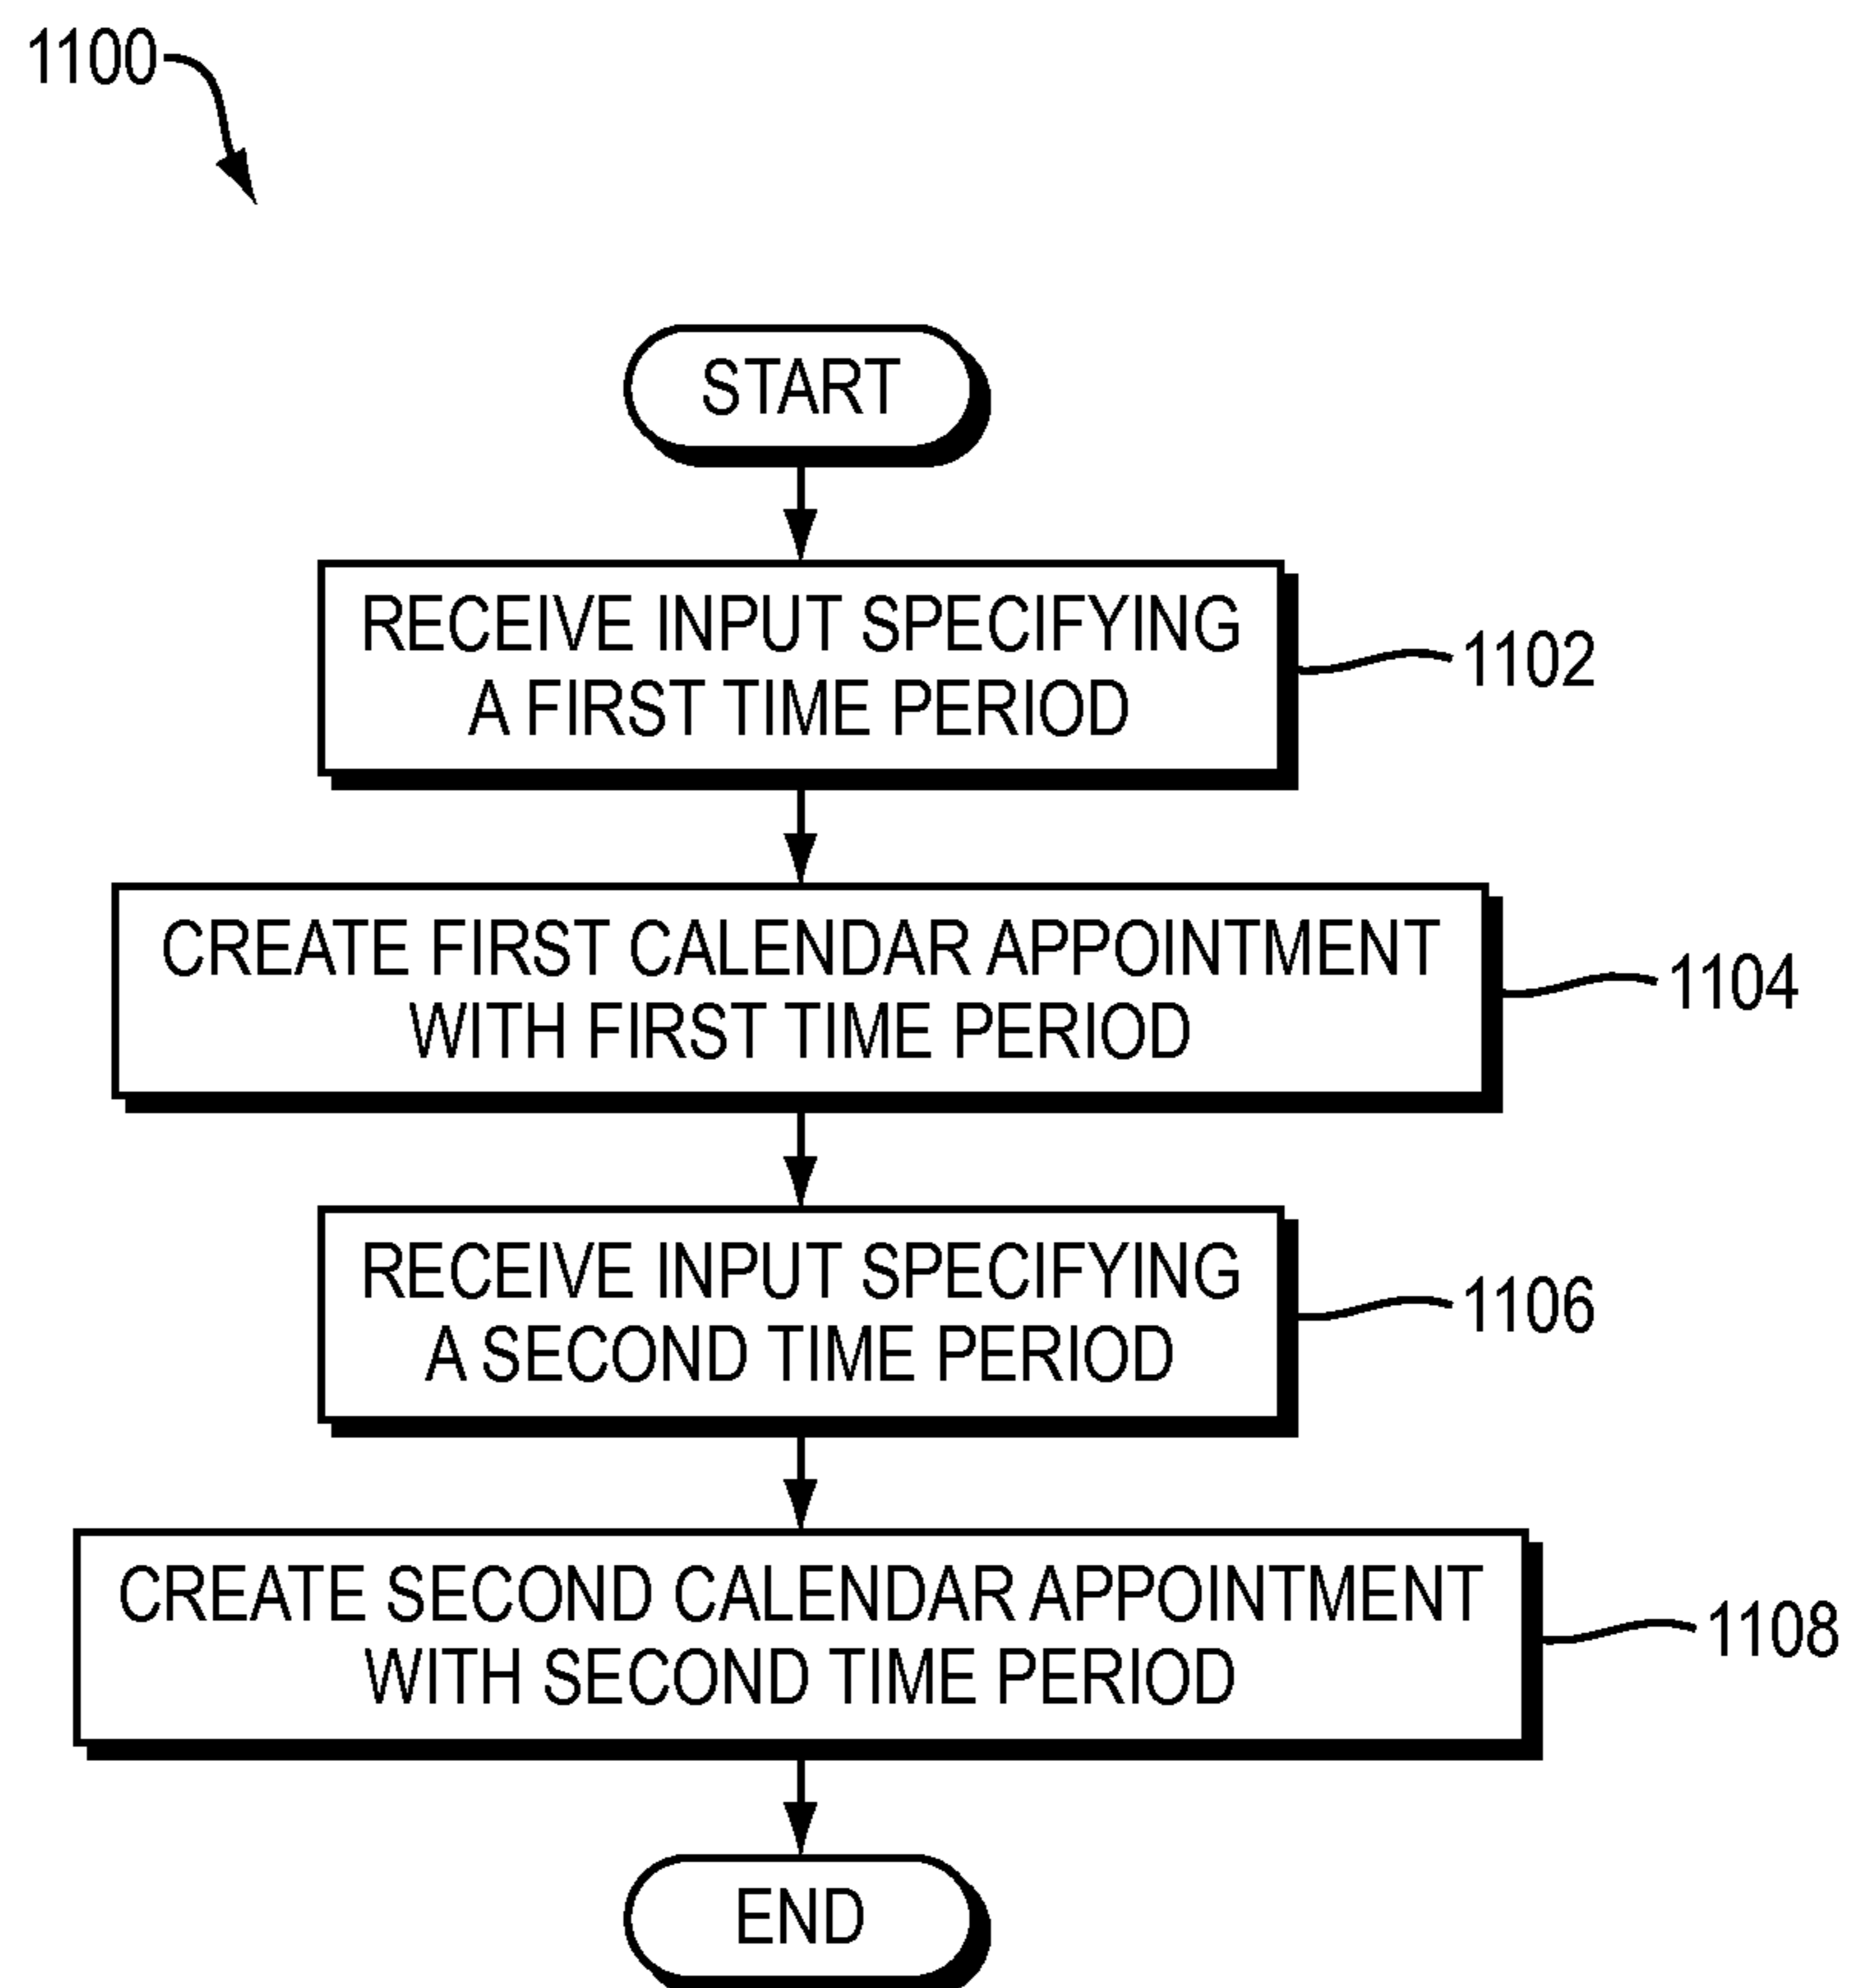 1100
START
RECEIVE INPUT SPECIFYING
A FIRST TIME PERIOD
1102
CREATE FIRST CALENDAR APPOINTMENT
WITH FIRST TIME PERIOD
1104
RECEIVE INPUT SPECIFYING
A SECOND TIME PERIOD
1106
CREATE SECOND CALENDAR APPOINTMENT
WITH SECOND TIME PERIOD
1108
END